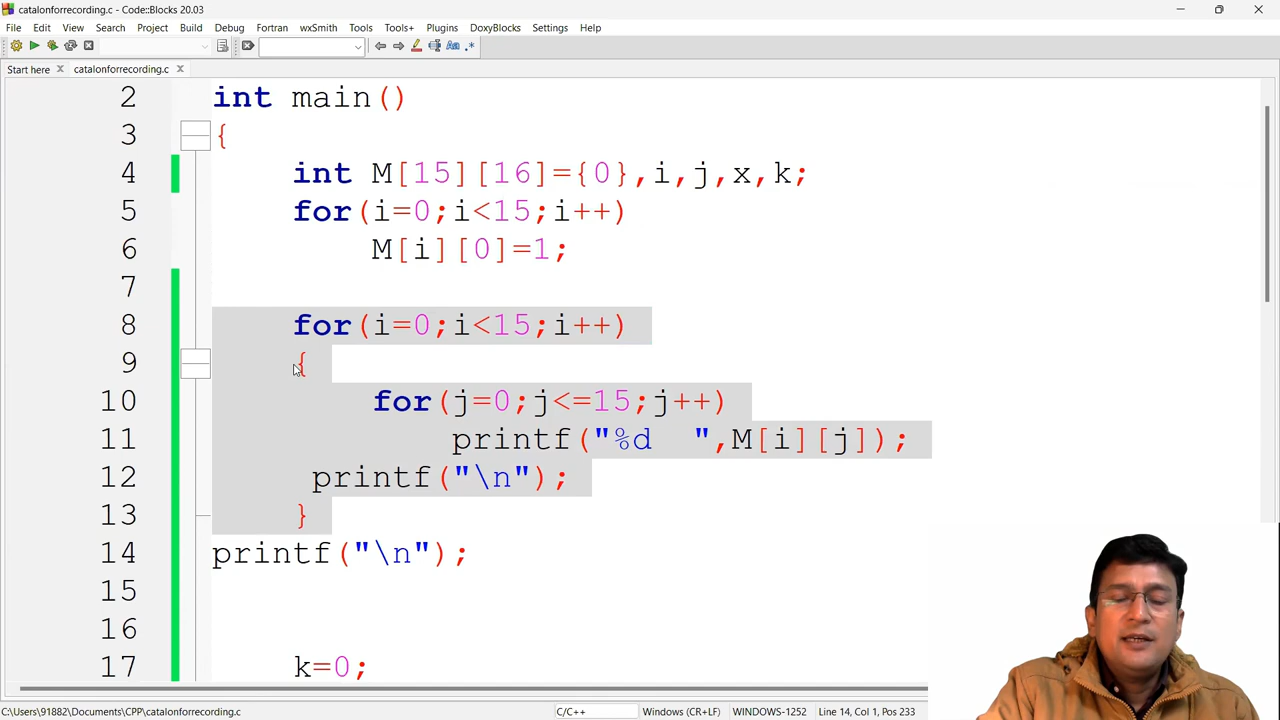 catalonforrecording.c - Code::Blocks 20.03
File Edit View Search Project Build Debug Fortran wxSmith Tools Tools+ Plugins DoxyBlocks Settings Help
Start here catalonforrecording.c
2 int main()
3 {
4 int M[15][16]={0},i,j,x,k;
5 for(i=0;i<15;i++)
6 M[i][0]=1;
7
8 for(i=0;i<15;i++)
9 {
10 for(j=0;j<=15;j++)
11 printf("%d  ",M[i][j]);
12 printf("\n");
13 }
14 printf("\n");
15
16
17 k=0;
C:\Users\91882\Documents\CPP\catalonforrecording.c C/C++ Windows (CR+LF) WINDOWS-1252 Line 14, Col 1, Pos 233